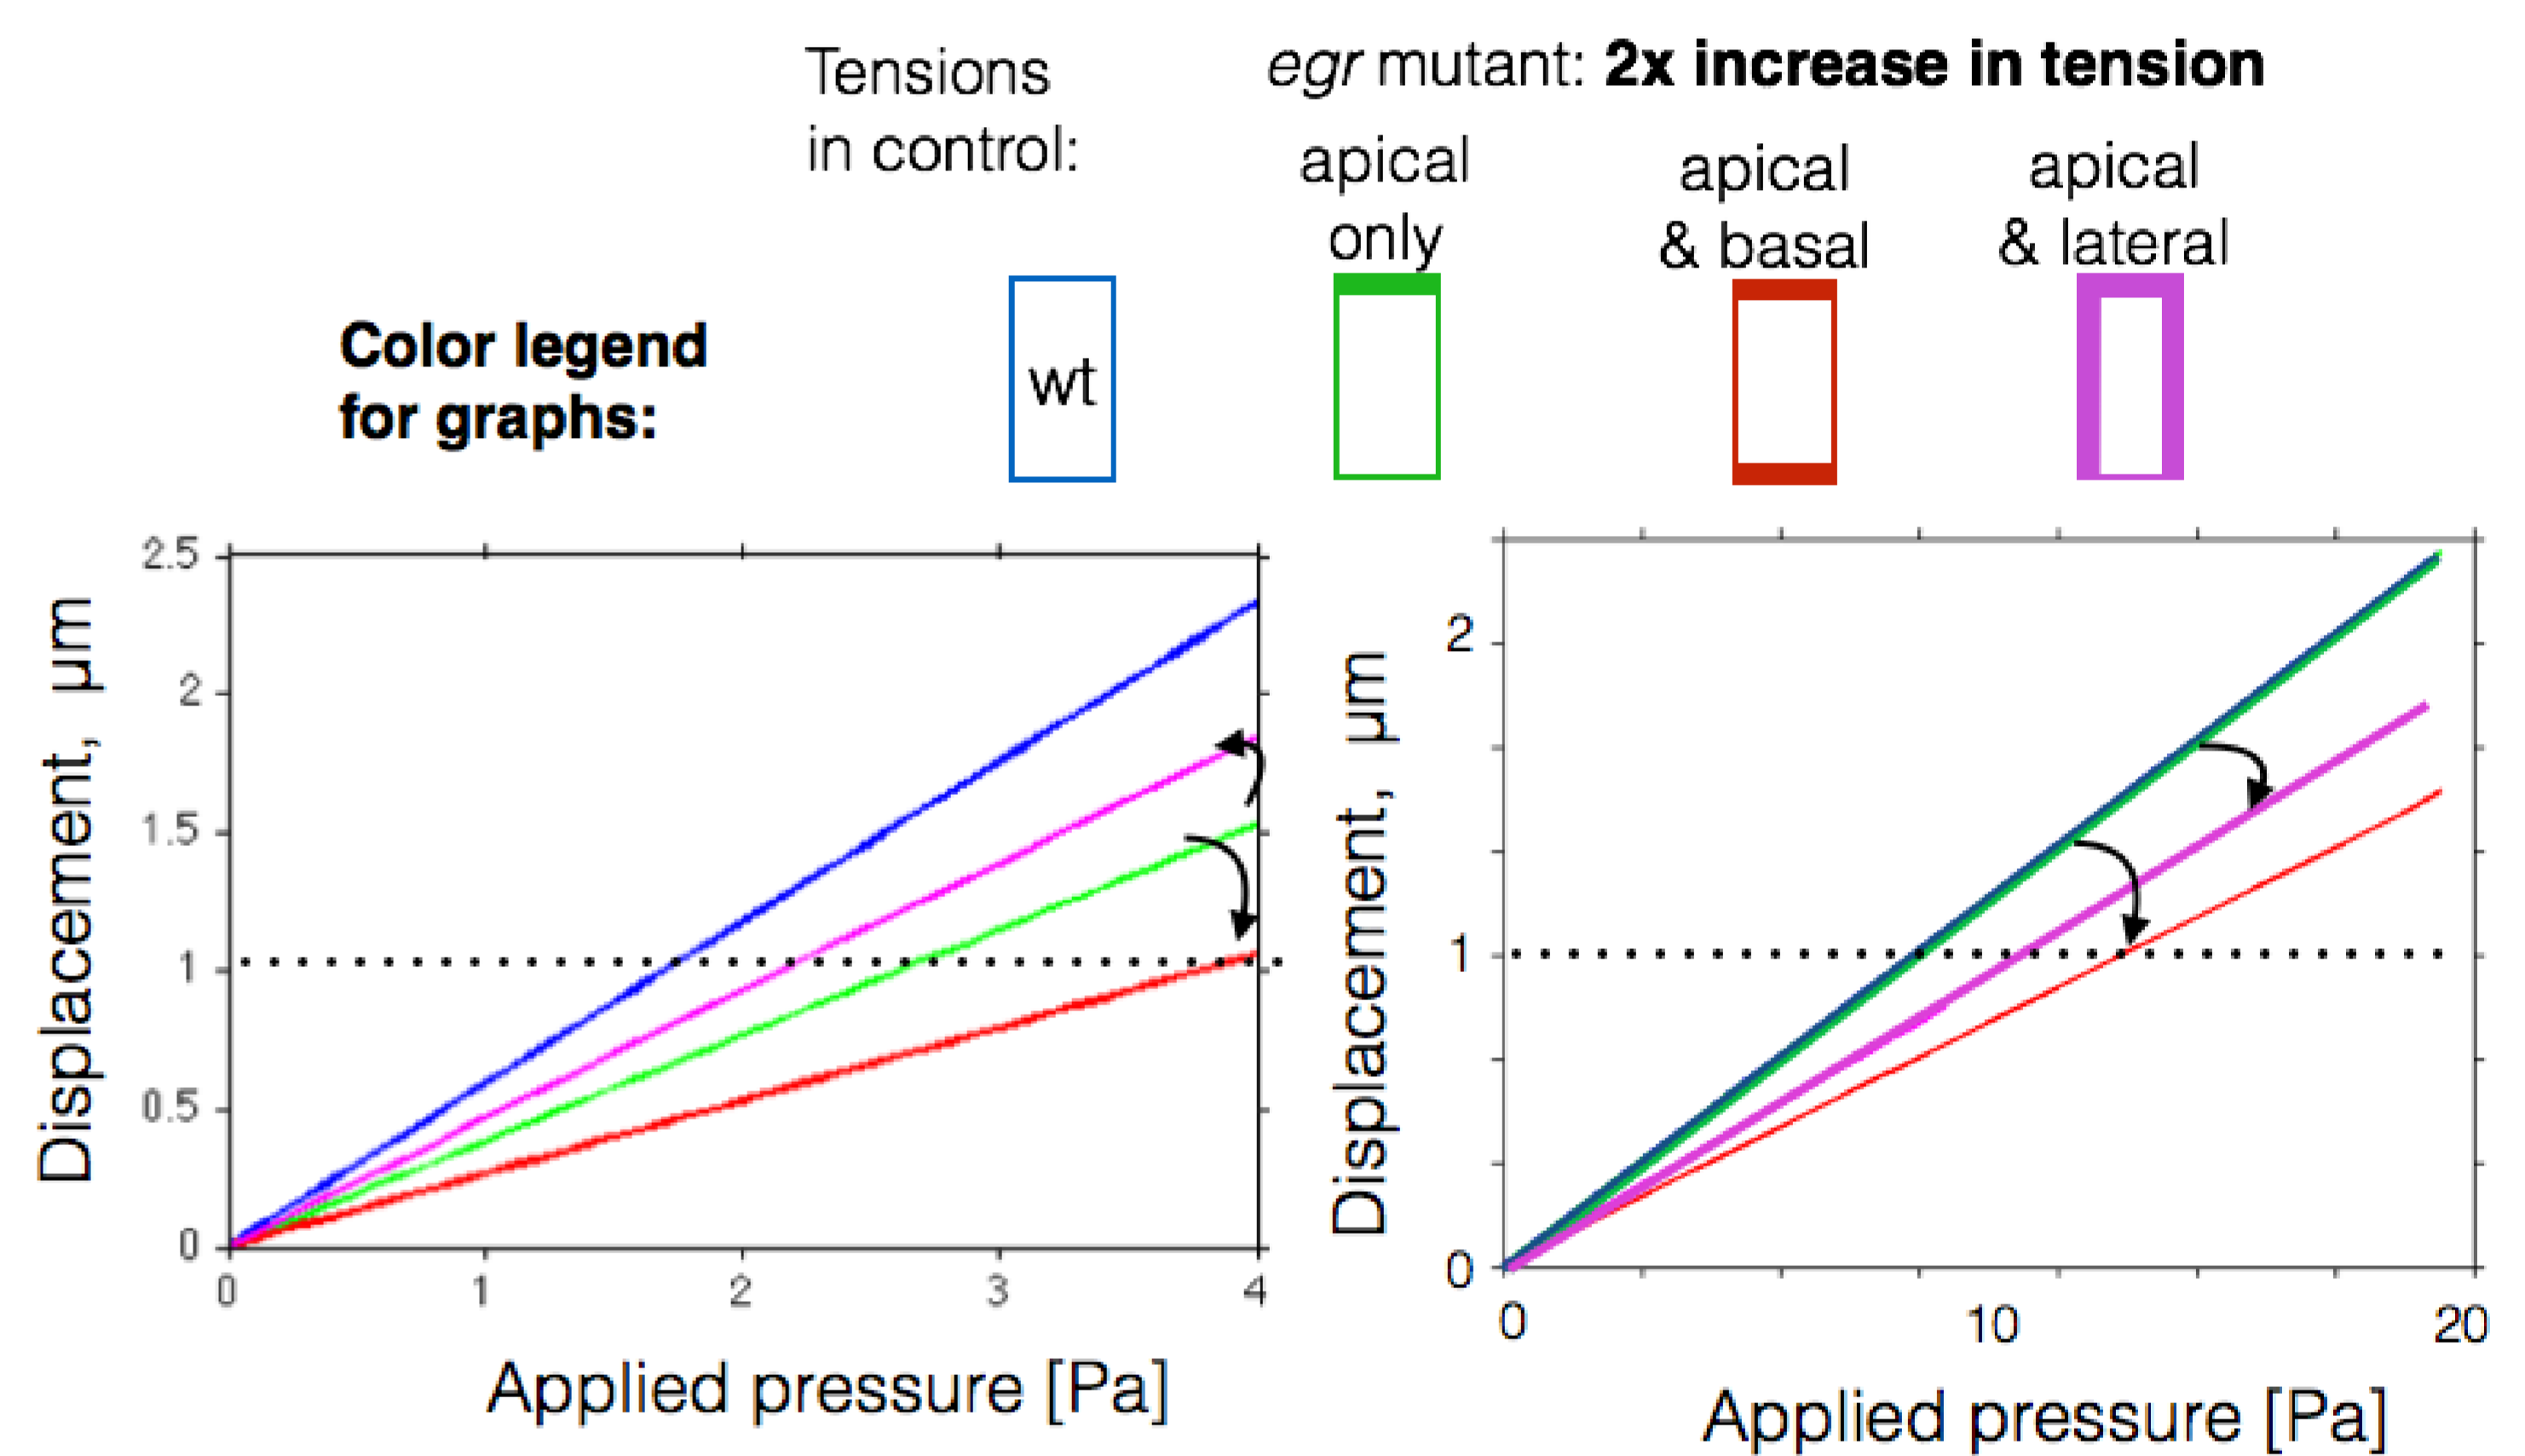 Tensions
in control:
egr mutant: 2x increase in tension
apical
only
apical
& basal
apical
& lateral
Color legend
for graphs:
wt
Displacement, μm
2.5
2
1.5
1
0.5
0
0
1
2
3
4
Applied pressure [Pa]
Displacement, μm
2
1
0
0
10
20
Applied pressure [Pa]